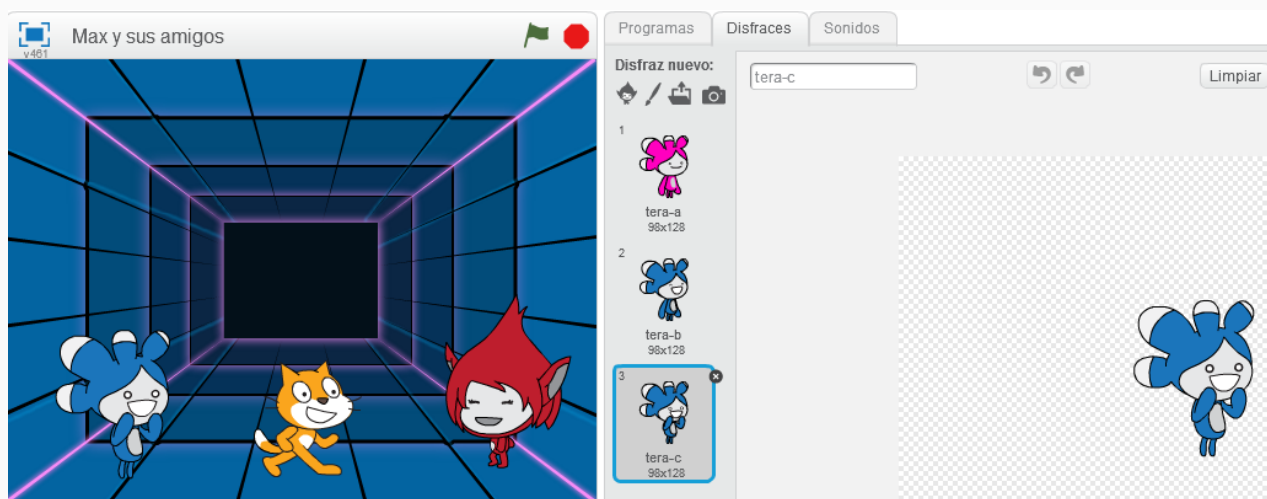 Max y sus amigos
v461
Programas
Disfraces
Sonidos
Disfraz nuevo:
tera-c
Limpiar
1
tera-a
98x128
2
tera-b
98x128
3
tera-c
98x128